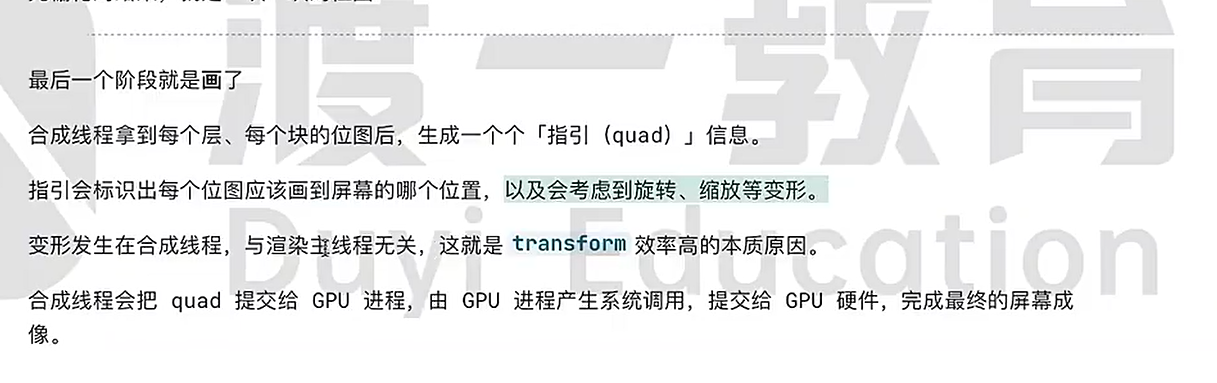 最后一个阶段就是画了
合成线程拿到每个层、每个块的位图后，生成一个个「指引（quad）」信息。
指引会标识出每个位图应该画到屏幕的哪个位置，以及会考虑到旋转、缩放等变形。
变形发生在合成线程，与渲染主线程无关，这就是 transform 效率高的本质原因。
合成线程会把 quad 提交给 GPU 进程，由 GPU 进程产生系统调用，提交给 GPU 硬件，完成最终的屏幕成
像。
渡一教育
Duyi Education